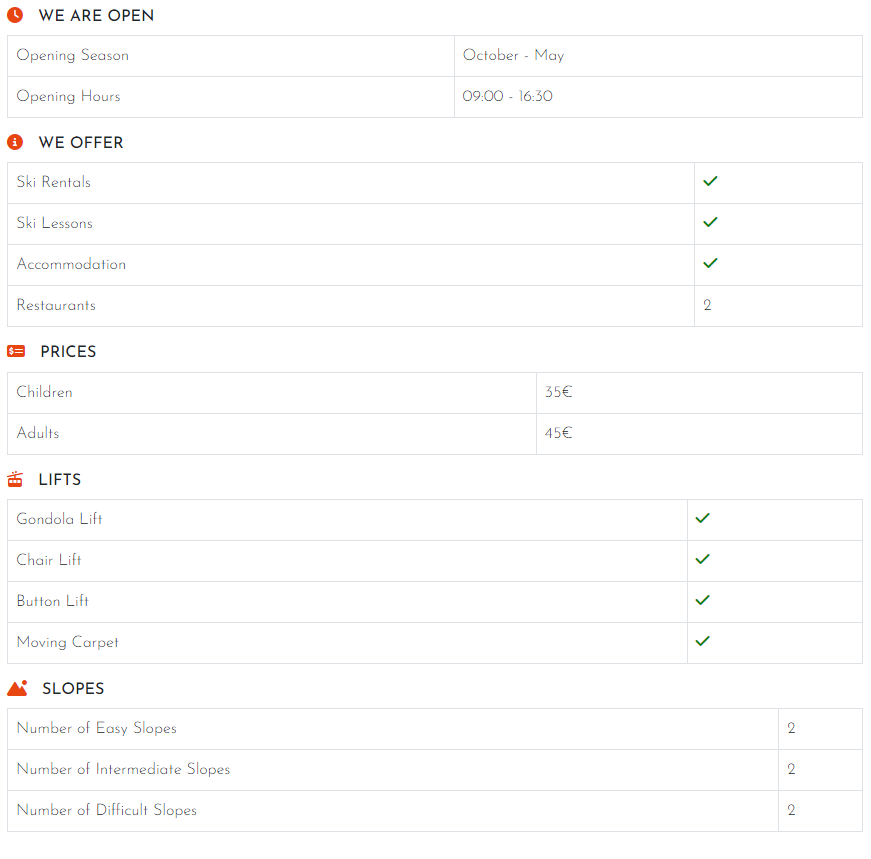 WE ARE OPEN
Opening Season October - May
Opening Hours 09:00 - 16:30
WE OFFER
Ski Rentals
Ski Lessons
Accommodation
Restaurants 2
PRICES
Children 35€
Adults 45€
LIFTS
Gondola Lift
Chair Lift
Button Lift
Moving Carpet
SLOPES
Number of Easy Slopes 2
Number of Intermediate Slopes 2
Number of Difficult Slopes 2